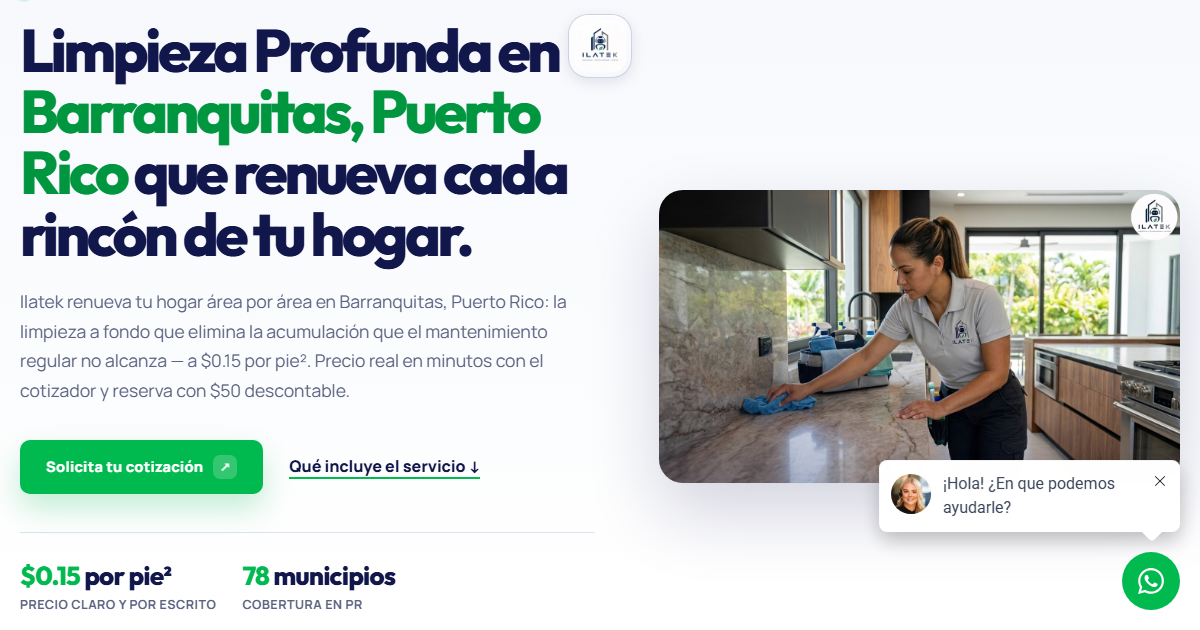 Limpieza Profunda en
ILATEK
Barranquitas, Puerto
Rico que renueva cada
rincón de tu hogar.
Ilatek renueva tu hogar área por área en Barranquitas, Puerto Rico: la
limpieza a fondo que elimina la acumulación que el mantenimiento
regular no alcanza — a $0.15 por pie². Precio real en minutos con el
cotizador y reserva con $50 descontable.
Solicita tu cotización ↗
Qué incluye el servicio ↓
$0.15 por pie²
PRECIO CLARO Y POR ESCRITO
78 municipios
COBERTURA EN PR
ILATEK
ILATEK
¡Hola! ¿En que podemos
ayudarle?